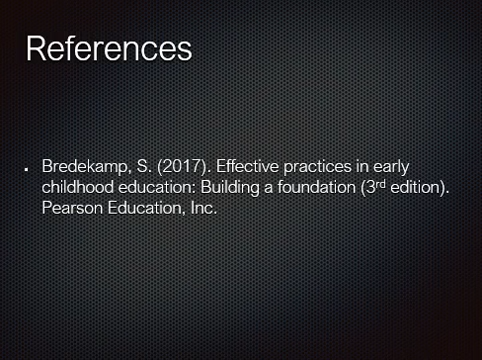 References
Bredekamp, S. (2017). Effective practices in early
childhood education: Building a foundation (3rd edition).
Pearson Education, Inc.